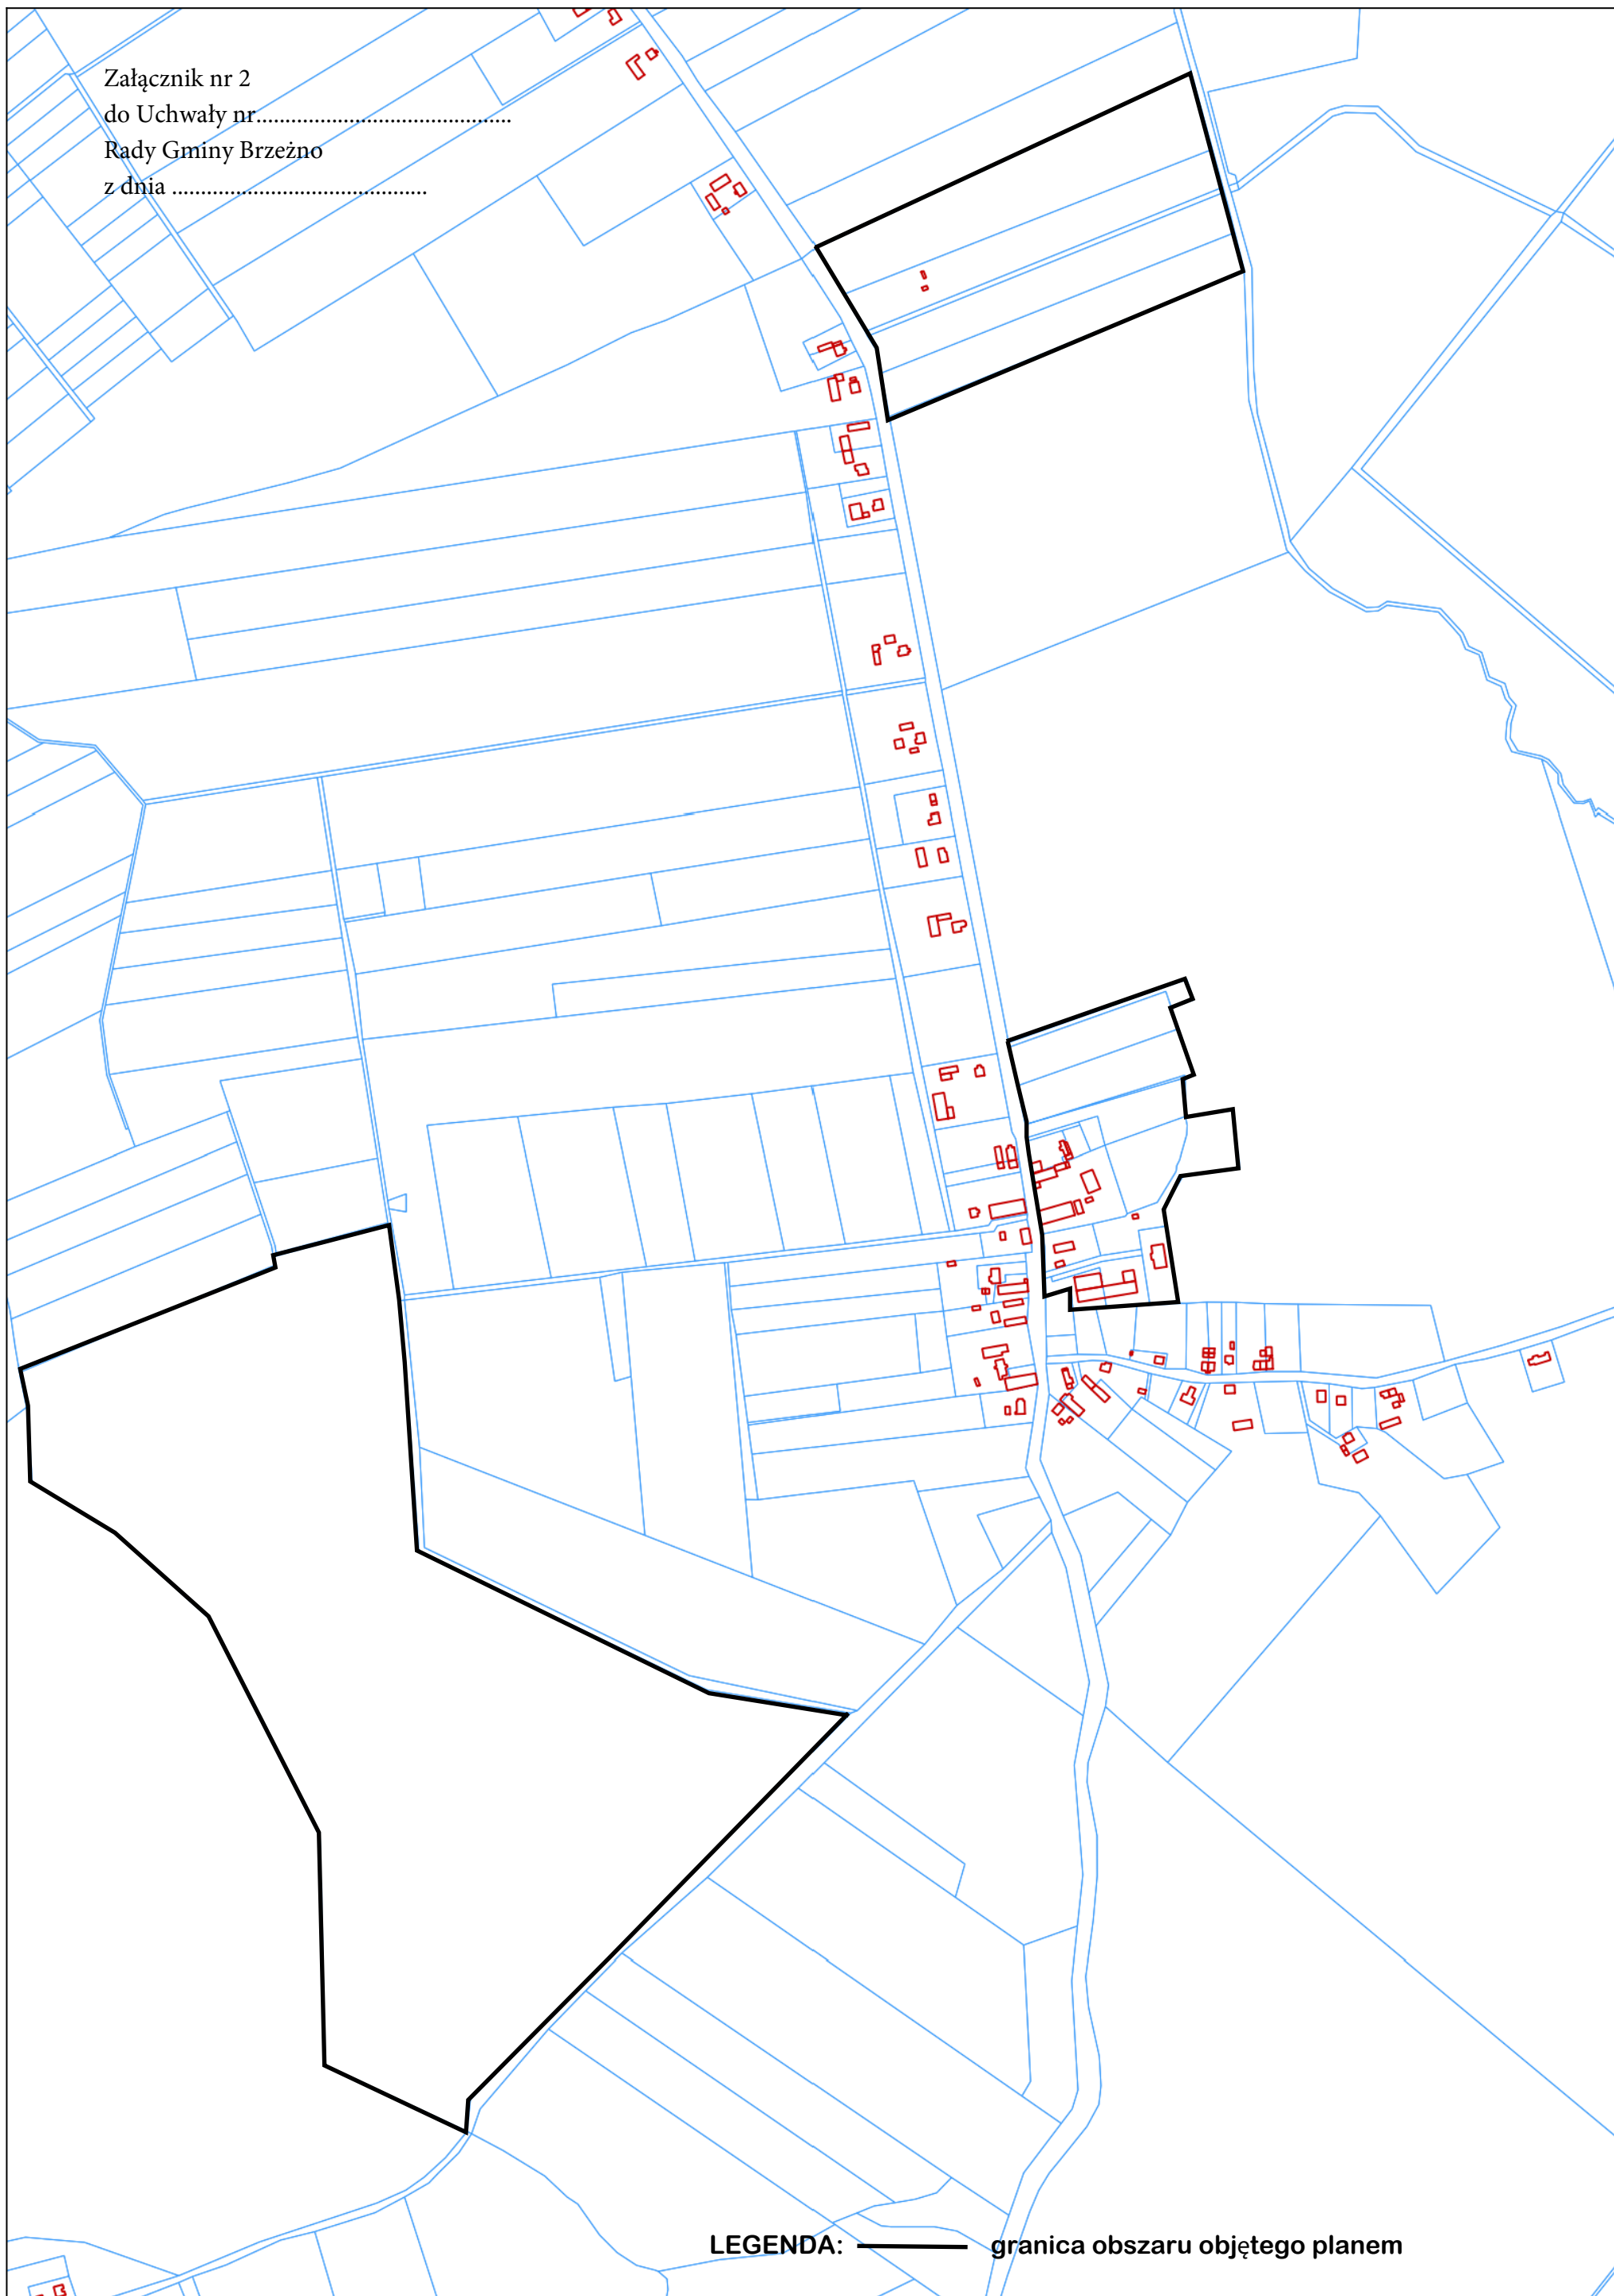 Załącznik nr 2
do Uchwały nr............................................
Rady Gminy Brzeżno
z dnia ............................................
LEGENDA: granica obszaru objętego planem